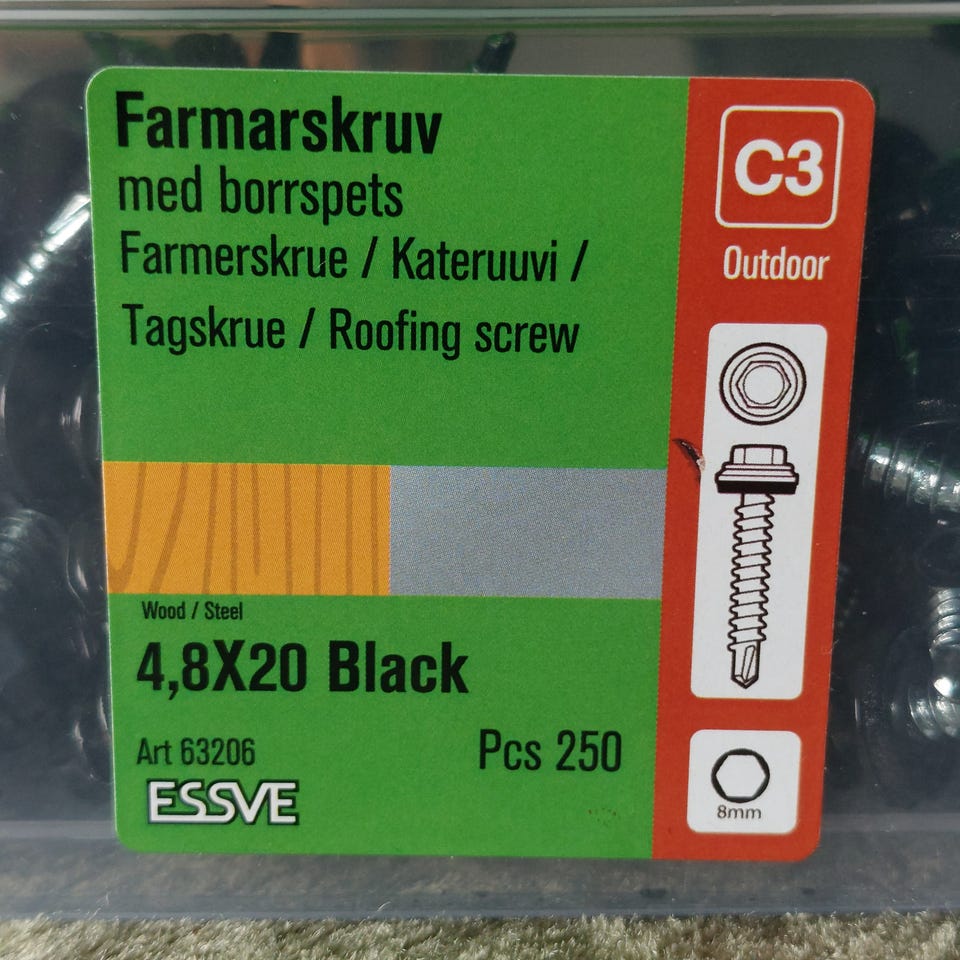 Farmarskruv
med borrspets
Farmerskrue / Kateruuvi /
Tagskrue / Roofing screw
C3
Outdoor
Wood / Steel
4,8X20 Black
Art 63206
Pcs 250
ESSVE
8mm